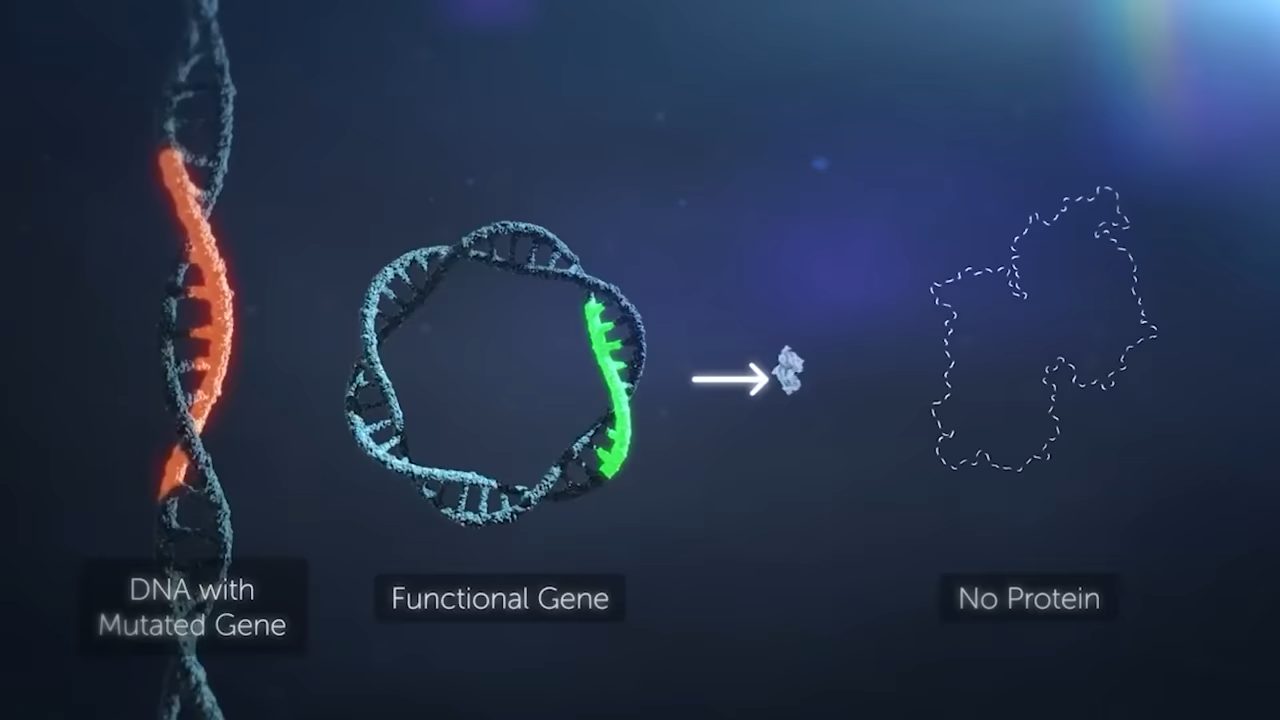 DNA with
Mutated Gene
Functional Gene
No Protein